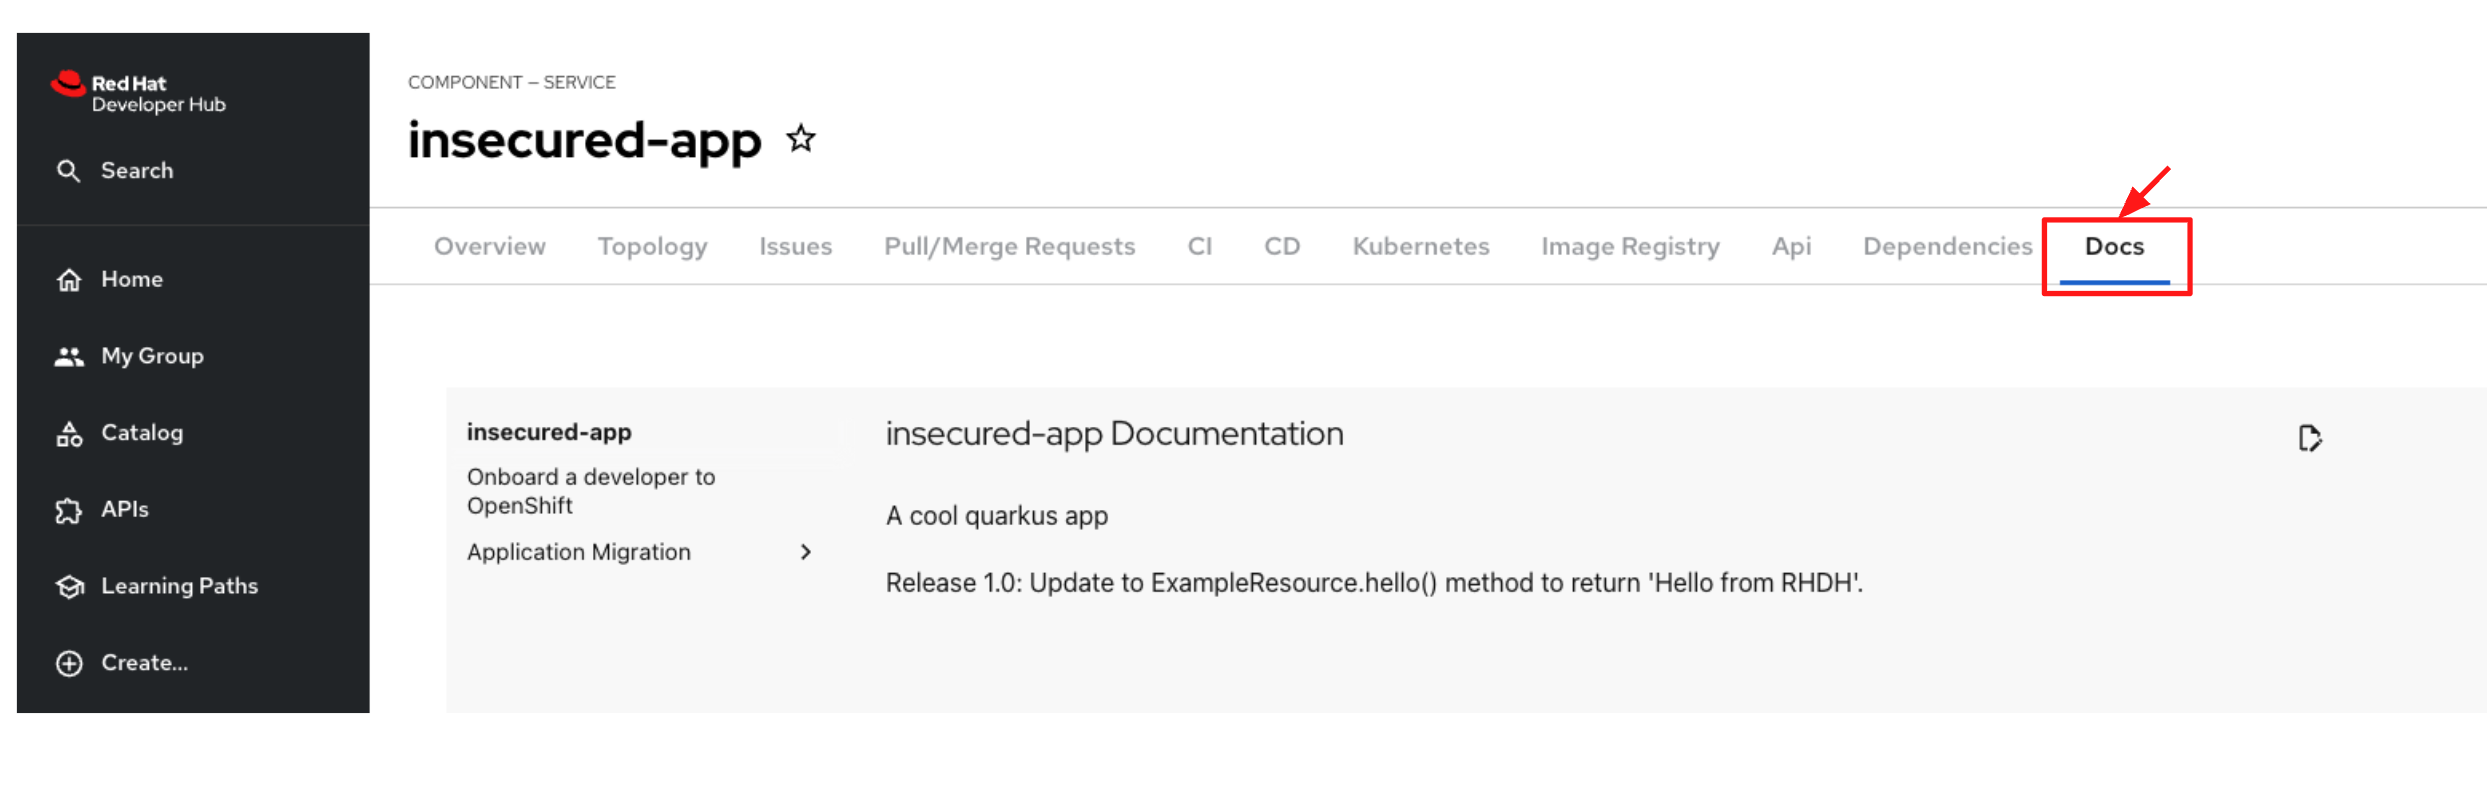 Red Hat
Developer Hub
Search
Home
My Group
Catalog
APIs
Learning Paths
Create...
COMPONENT – SERVICE
insecured-app
Overview Topology Issues Pull/Merge Requests CI CD Kubernetes Image Registry Api Dependencies Docs
insecured-app
Onboard a developer to
OpenShift
Application Migration
insecured-app Documentation
A cool quarkus app
Release 1.0: Update to ExampleResource.hello() method to return 'Hello from RHDH'.